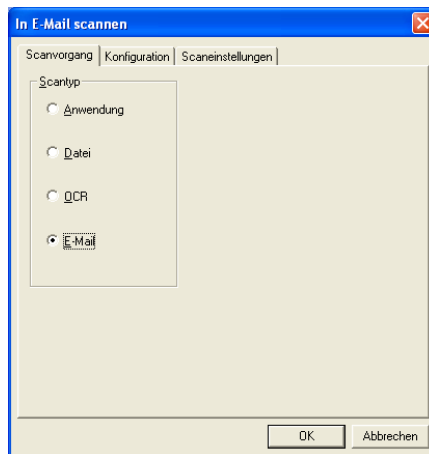 In E-Mail scannen
Scanvorgang Konfiguration Scaneinstellungen
Scantyp
Anwendung
Datei
OCR
E-Mail
OK Abbrechen